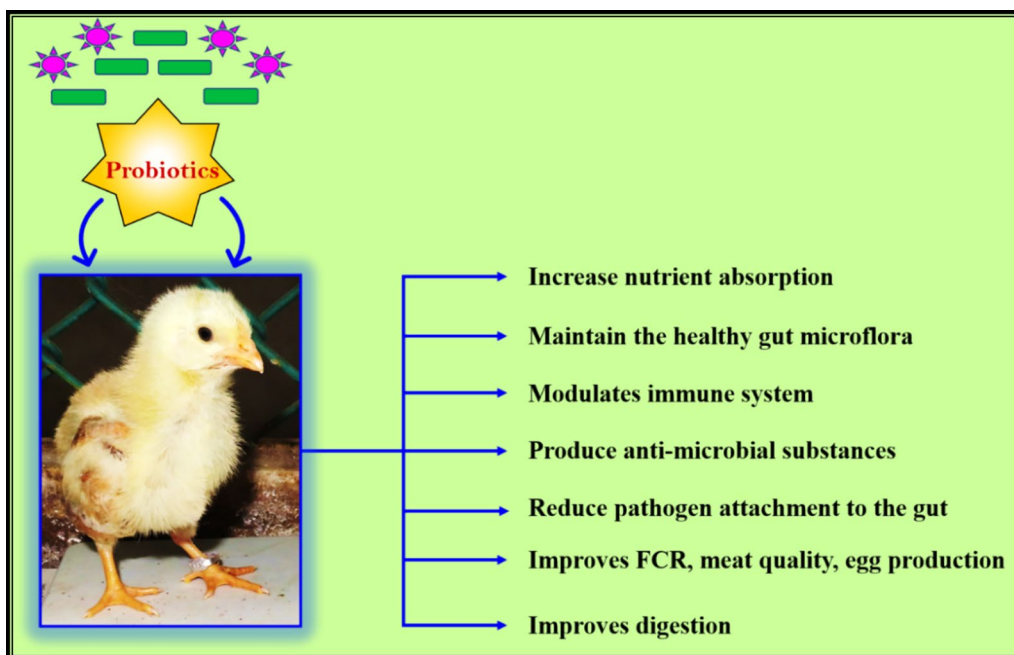 Probiotics
Increase nutrient absorption
Maintain the healthy gut microflora
Modulates immune system
Produce anti-microbial substances
Reduce pathogen attachment to the gut
Improves FCR, meat quality, egg production
Improves digestion